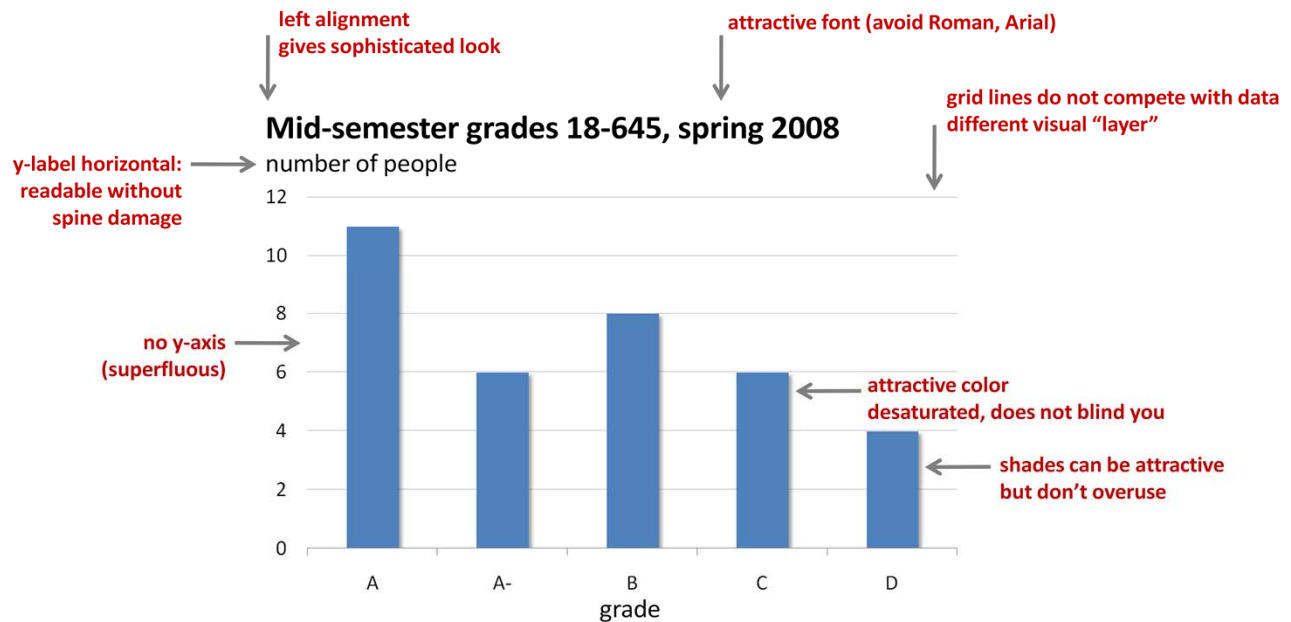 left alignment
gives sophisticated look
attractive font (avoid Roman, Arial)
grid lines do not compete with data
different visual “layer”
Mid-semester grades 18-645, spring 2008
y-label horizontal:
readable without
spine damage
number of people
12
10
8
6
4
2
0
no y-axis
(superfluous)
attractive color
desaturated, does not blind you
shades can be attractive
but don’t overuse
A
A-
B
C
D
grade